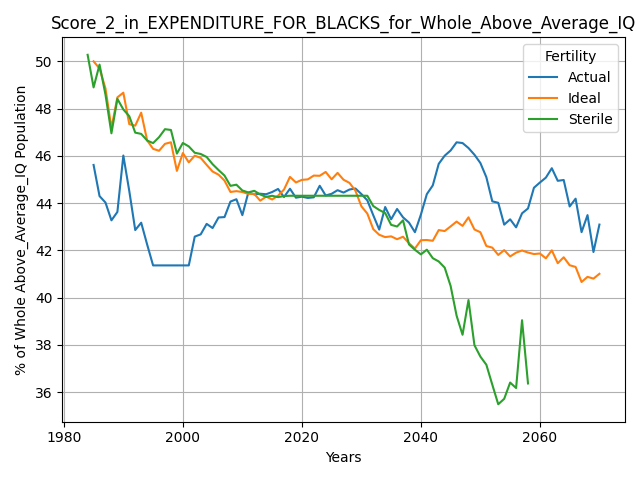 Score_2_in_EXPENDITURE_FOR_BLACKS_for_Whole_Above_Average_IQ
% of Whole Above_Average_IQ Population
50
48
46
44
42
40
38
36
Fertility
Actual
Ideal
Sterile
1980
2000
2020
2040
2060
Years